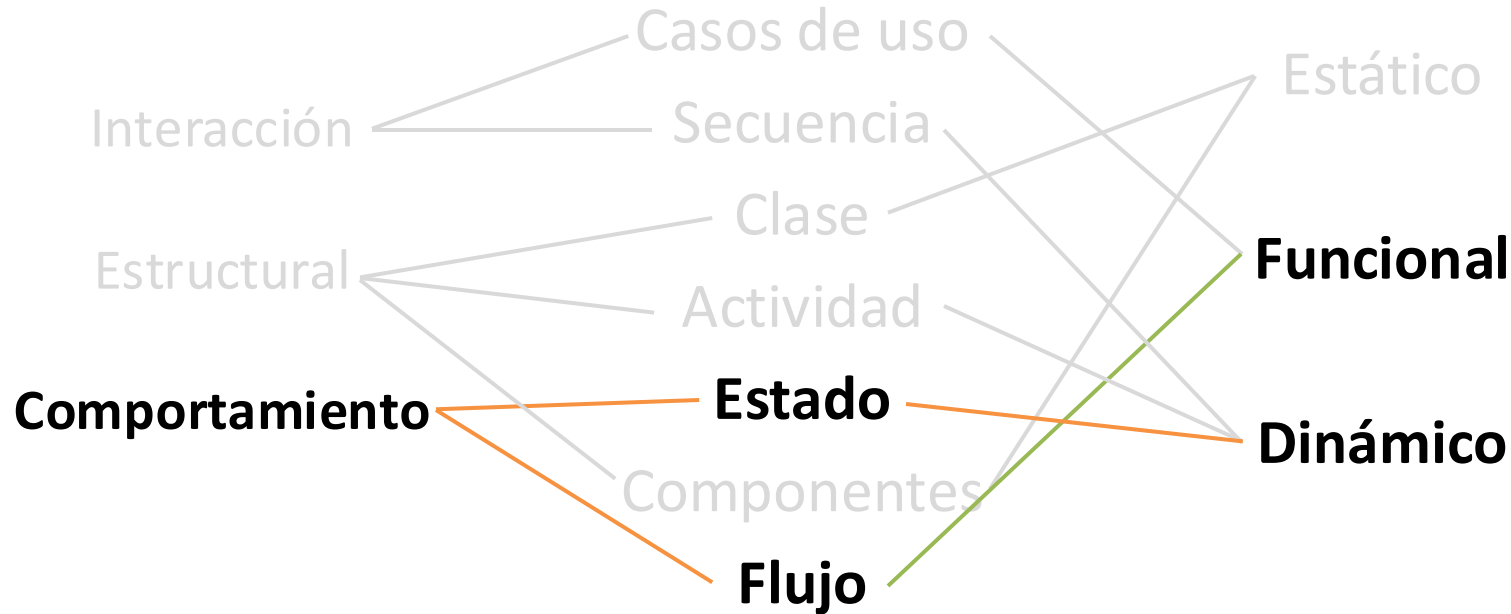 Casos de uso
Estático
Interacción
Secuencia
Clase
Funcional
Estructural
Actividad
Comportamiento
Estado
Dinámico
Componentes
Flujo